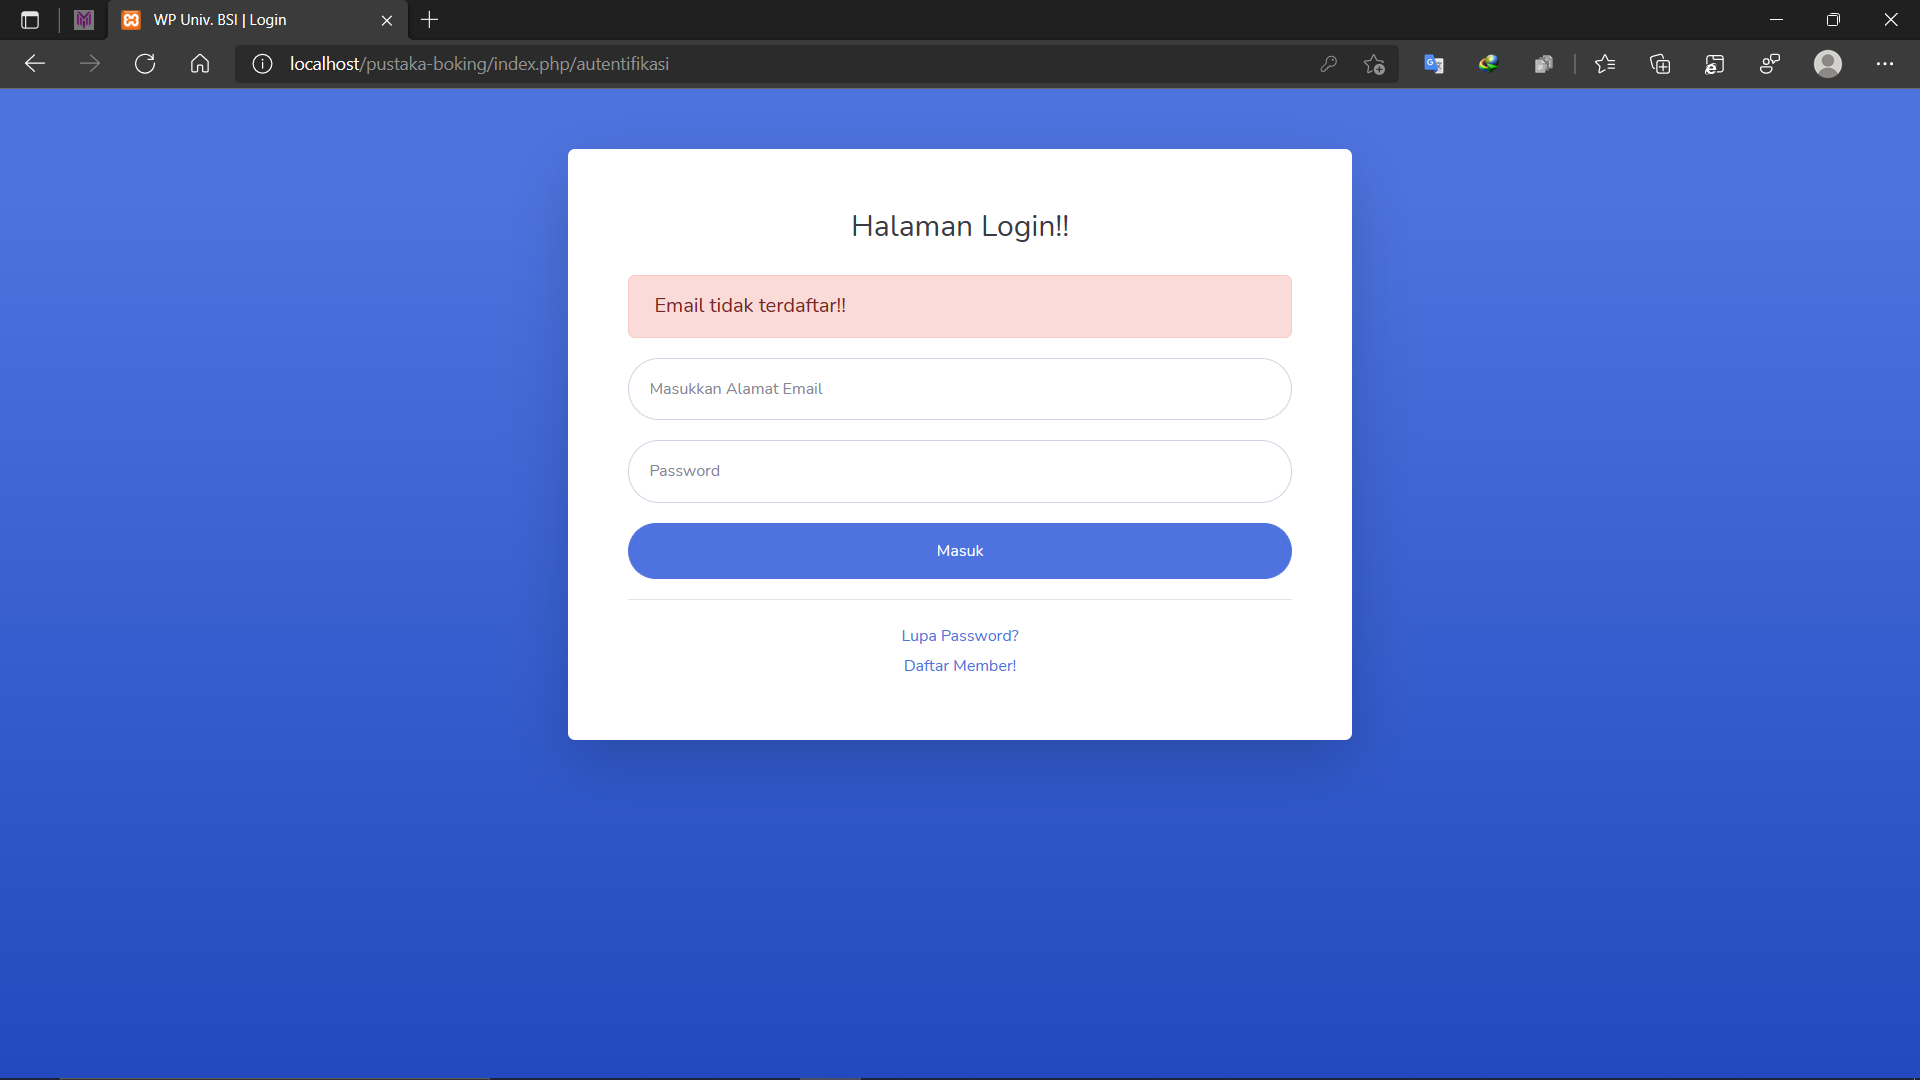 WP Univ. BSI | Login
localhost/pustaka-boking/index.php/autentifikasi
Halaman Login!!
Email tidak terdaftar!!
Masukkan Alamat Email
Password
Masuk
Lupa Password?
Daftar Member!